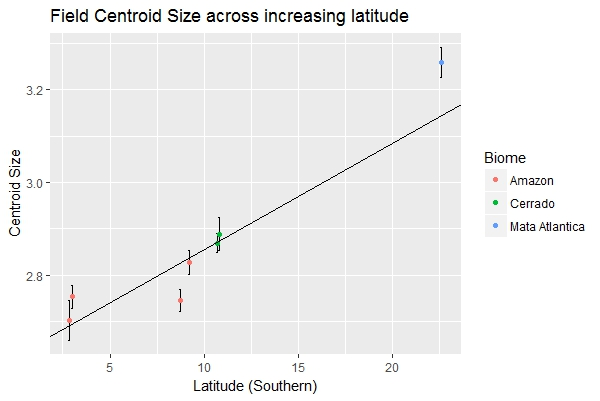 Field Centroid Size across increasing latitude
3.2
3.0
2.8
Centroid Size
5 10 15 20
Latitude (Southern)
Biome
Amazon
Cerrado
Mata Atlantica